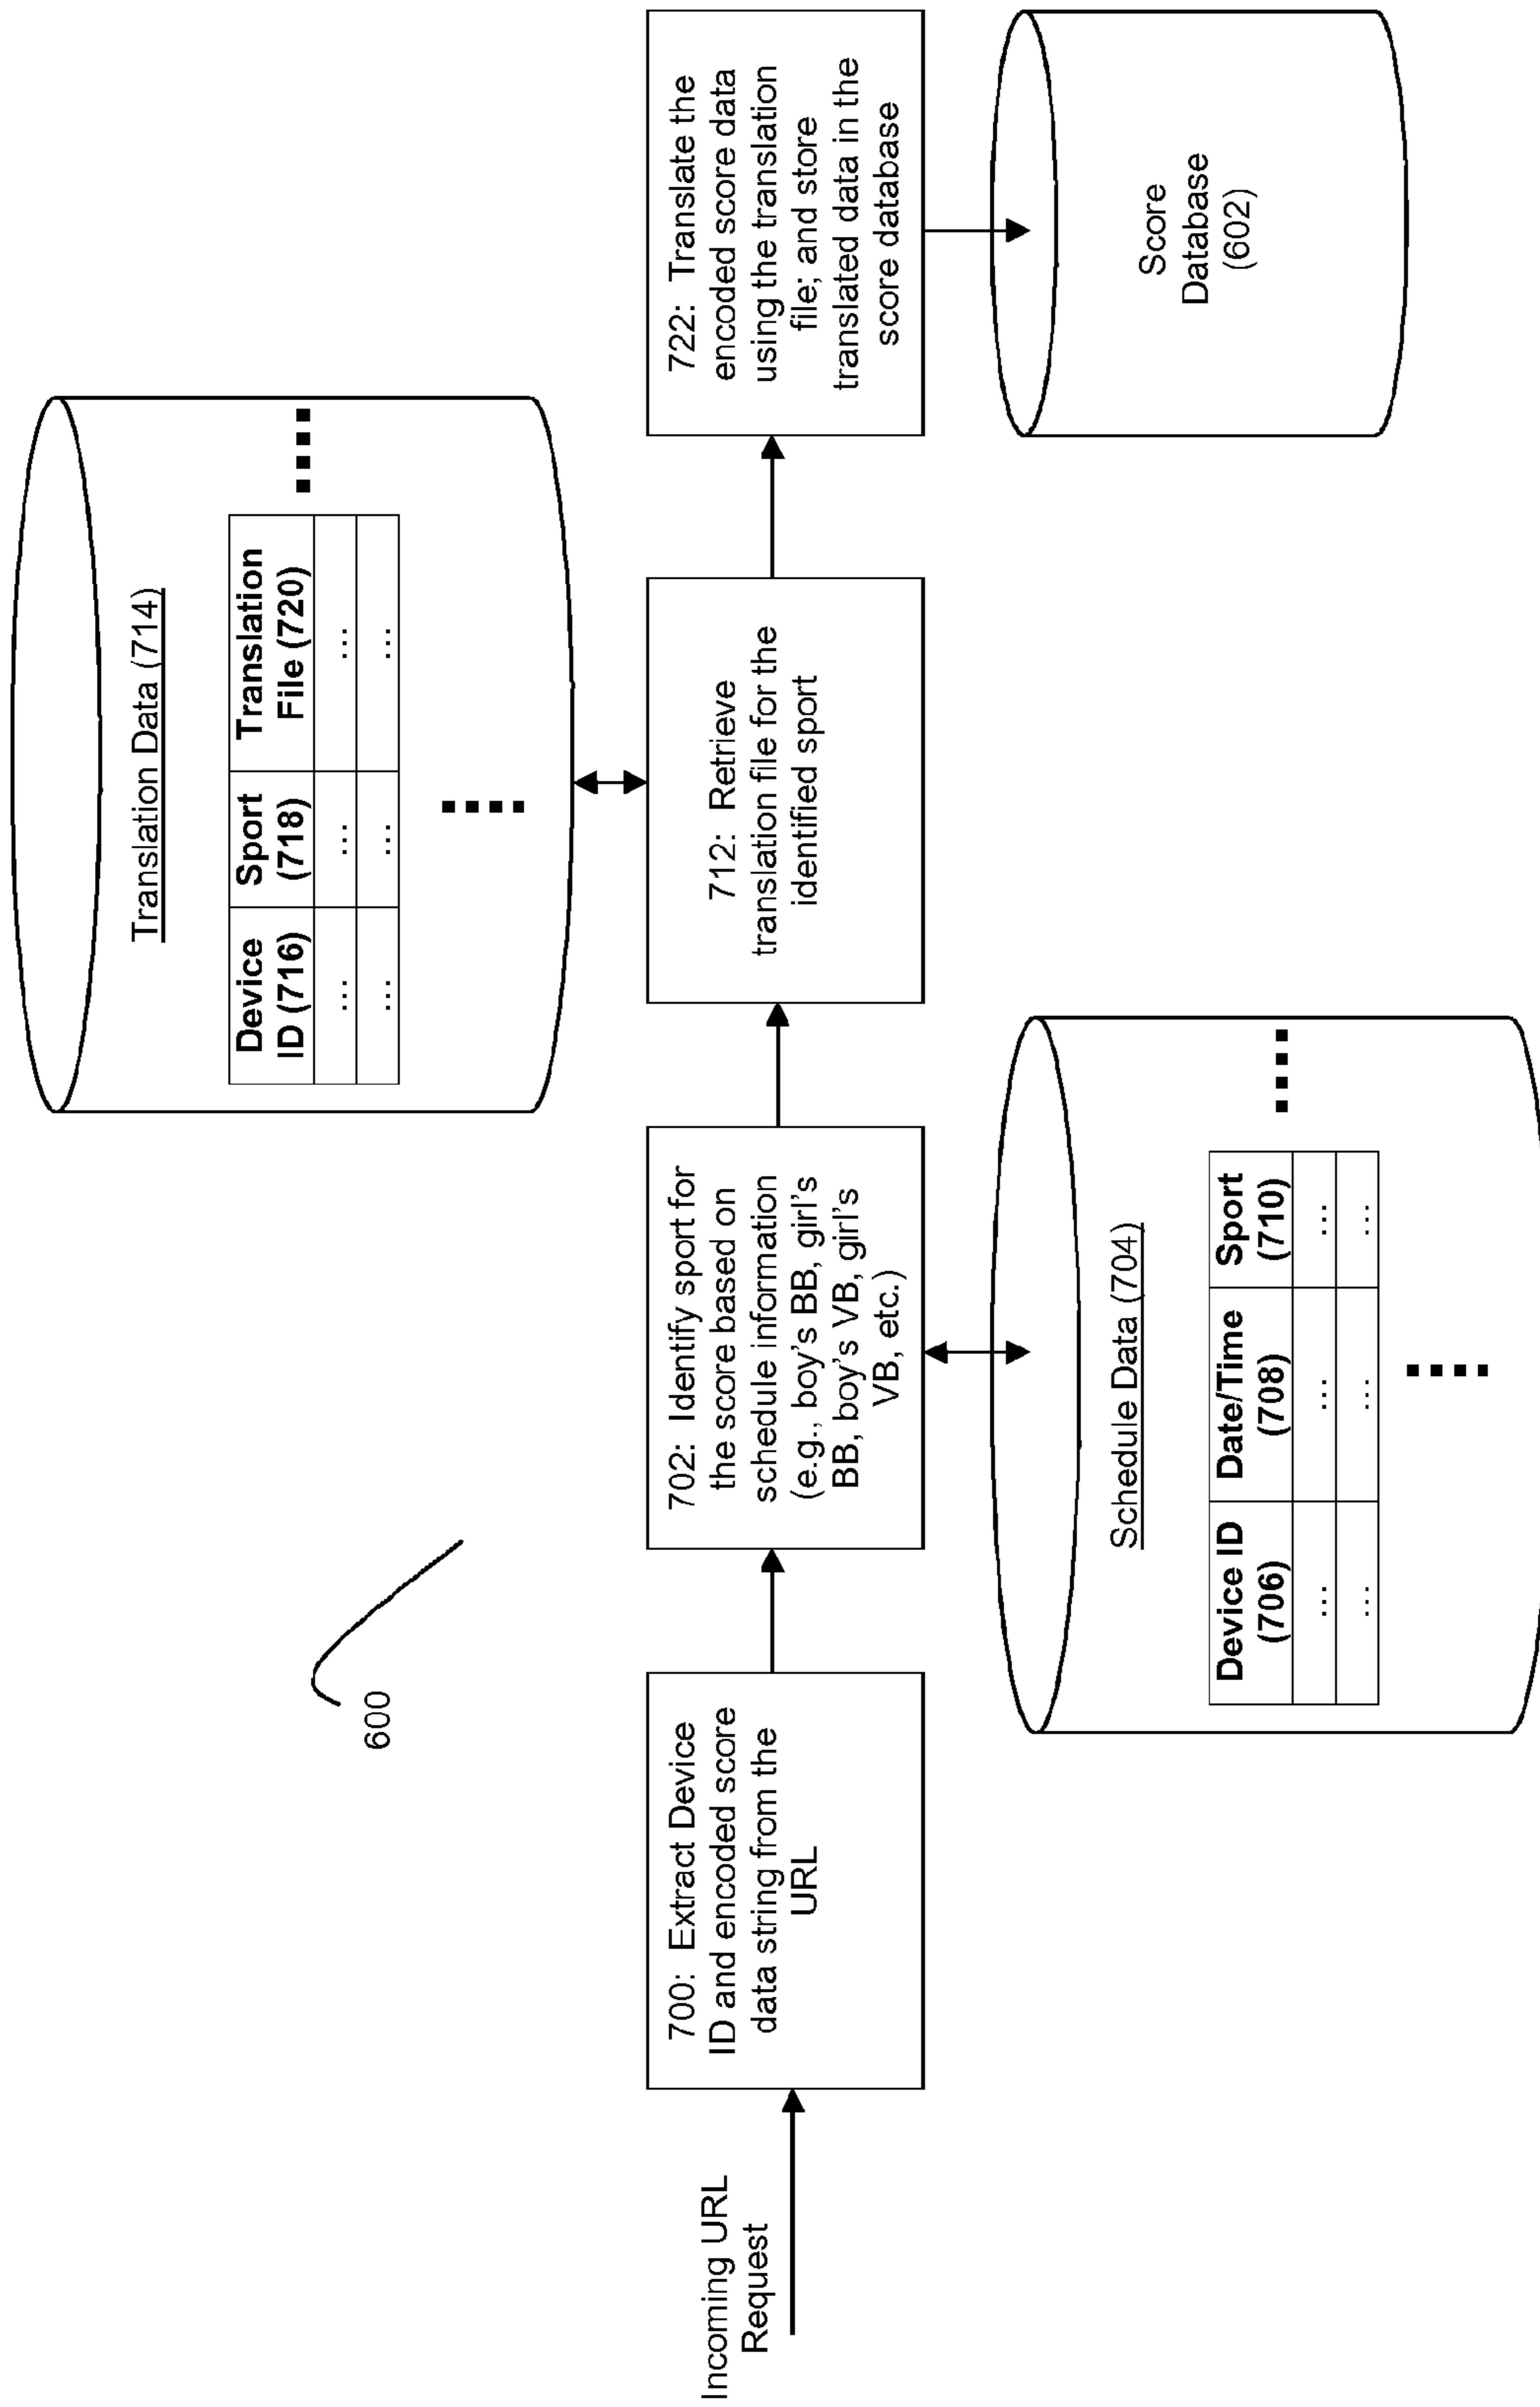 600
Incoming URL
Request
700: Extract Device
ID and encoded score
data string from the
URL
702: Identify sport for
the score based on
schedule information
(e.g., boy's BB, girl's
BB, boy's VB, girl's
VB, etc.)
Schedule Data (704)
Device ID
(706)
Date/Time
(708)
Sport
(710)
... ... ...
... ... ...
712: Retrieve
translation file for the
identified sport
Translation Data (714)
Device
ID (716)
Sport
(718)
Translation
File (720)
... ... ...
... ... ...
722: Translate the
encoded score data
using the translation
file; and store
translated data in the
score database
Score
Database
(602)